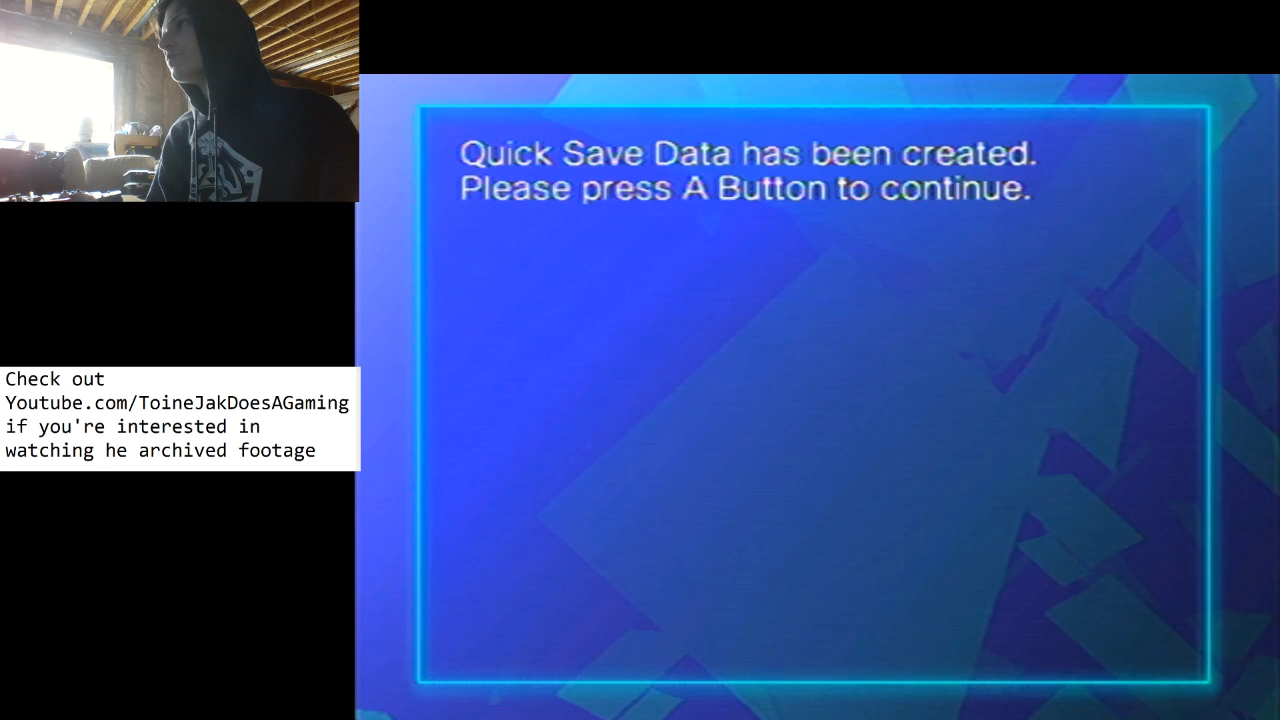 Quick Save Data has been created.
Please press A Button to continue.
Check out
Youtube.com/ToineJakDoesAGaming
if you're interested in
watching he archived footage